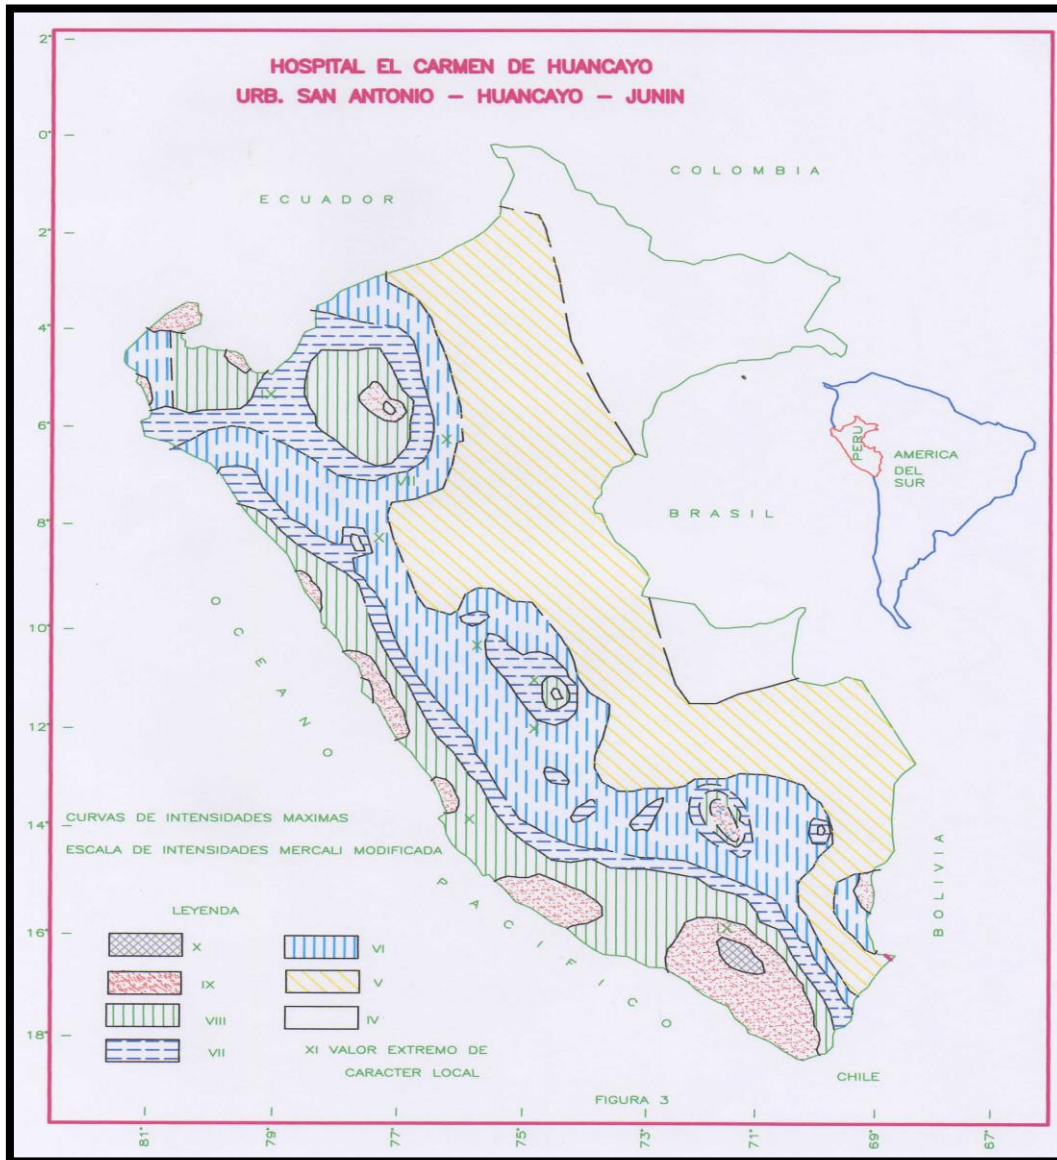 HOSPITAL EL CARMEN DE HUANCAYO
URB. SAN ANTONIO – HUANCAYO – JUNIN
2°
0°
2°
4°
6°
8°
10°
12°
14°
16°
18°
ECUADOR
COLOMBIA
IX
X
VII
X
BRASIL
PERU
AMERICA
DEL
SUR
X
X
X
X
IX
OCEANO
PACIFICO
BOLIVIA
CHILE
CURVAS DE INTENSIDADES MAXIMAS
ESCALA DE INTENSIDADES MERCALI MODIFICADA
LEYENDA
X
IX
VIII
VII
VI
V
IV
XI VALOR EXTREMO DE
CARACTER LOCAL
FIGURA 3
81°
79°
77°
75°
73°
71°
69°
67°